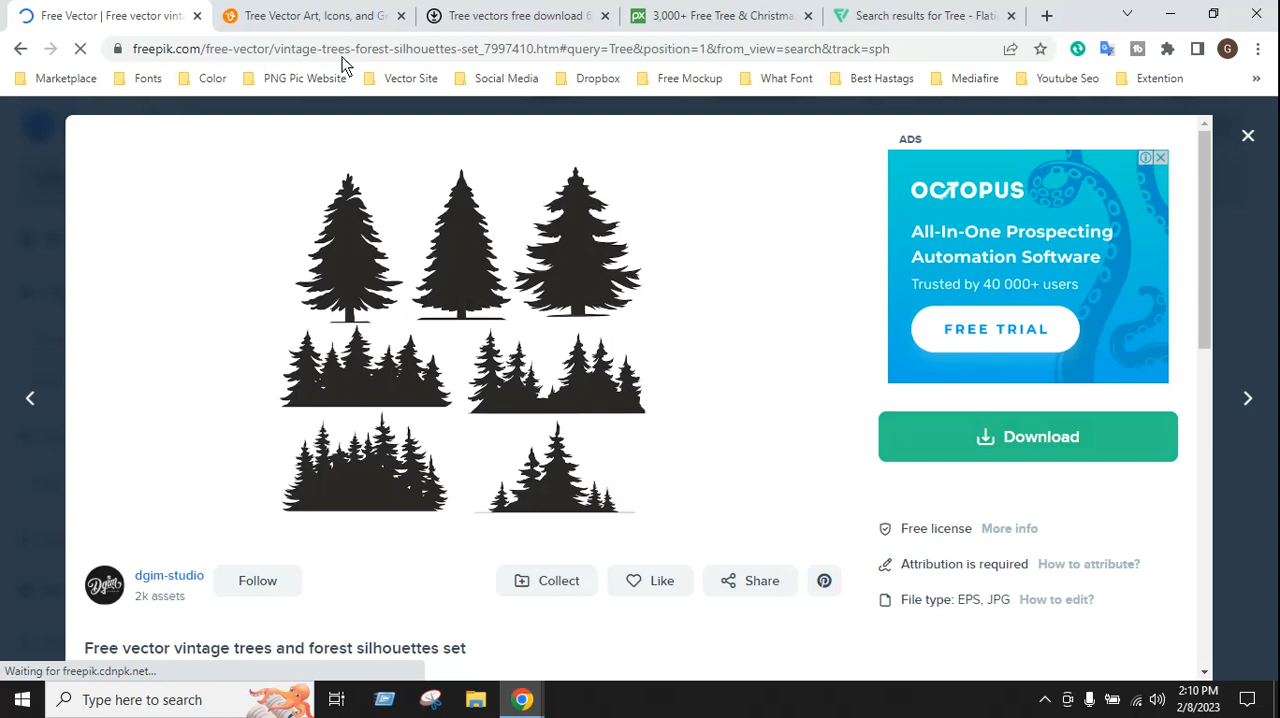 Free Vector | Free vector vint
Tree Vector Art, Icons, and Gr
Tree vectors free download 6
3,000+ Free Tree & Christma
Search results for Tree - Flati
freepik.com/free-vector/vintage-trees-forest-silhouettes-set_7997410.htm#query=Tree&position=1&from_view=search&track=sph
G
Marketplace
Fonts
Color
PNG Pic Website
Vector Site
Social Media
Dropbox
Free Mockup
What Font
Best Hastags
Mediafire
Youtube Seo
Extention
»
ADS
OCTOPUS
All-In-One Prospecting
Automation Software
Trusted by 40 000+ users
FREE TRIAL
Download
Free license More info
Attribution is required How to attribute?
File type: EPS, JPG How to edit?
Dgim
dgim-studio
2k assets
Follow
Collect
Like
Share
Free vector vintage trees and forest silhouettes set
Waiting for freepik.cdnpk.net...
Type here to search
2:10 PM
2/8/2023